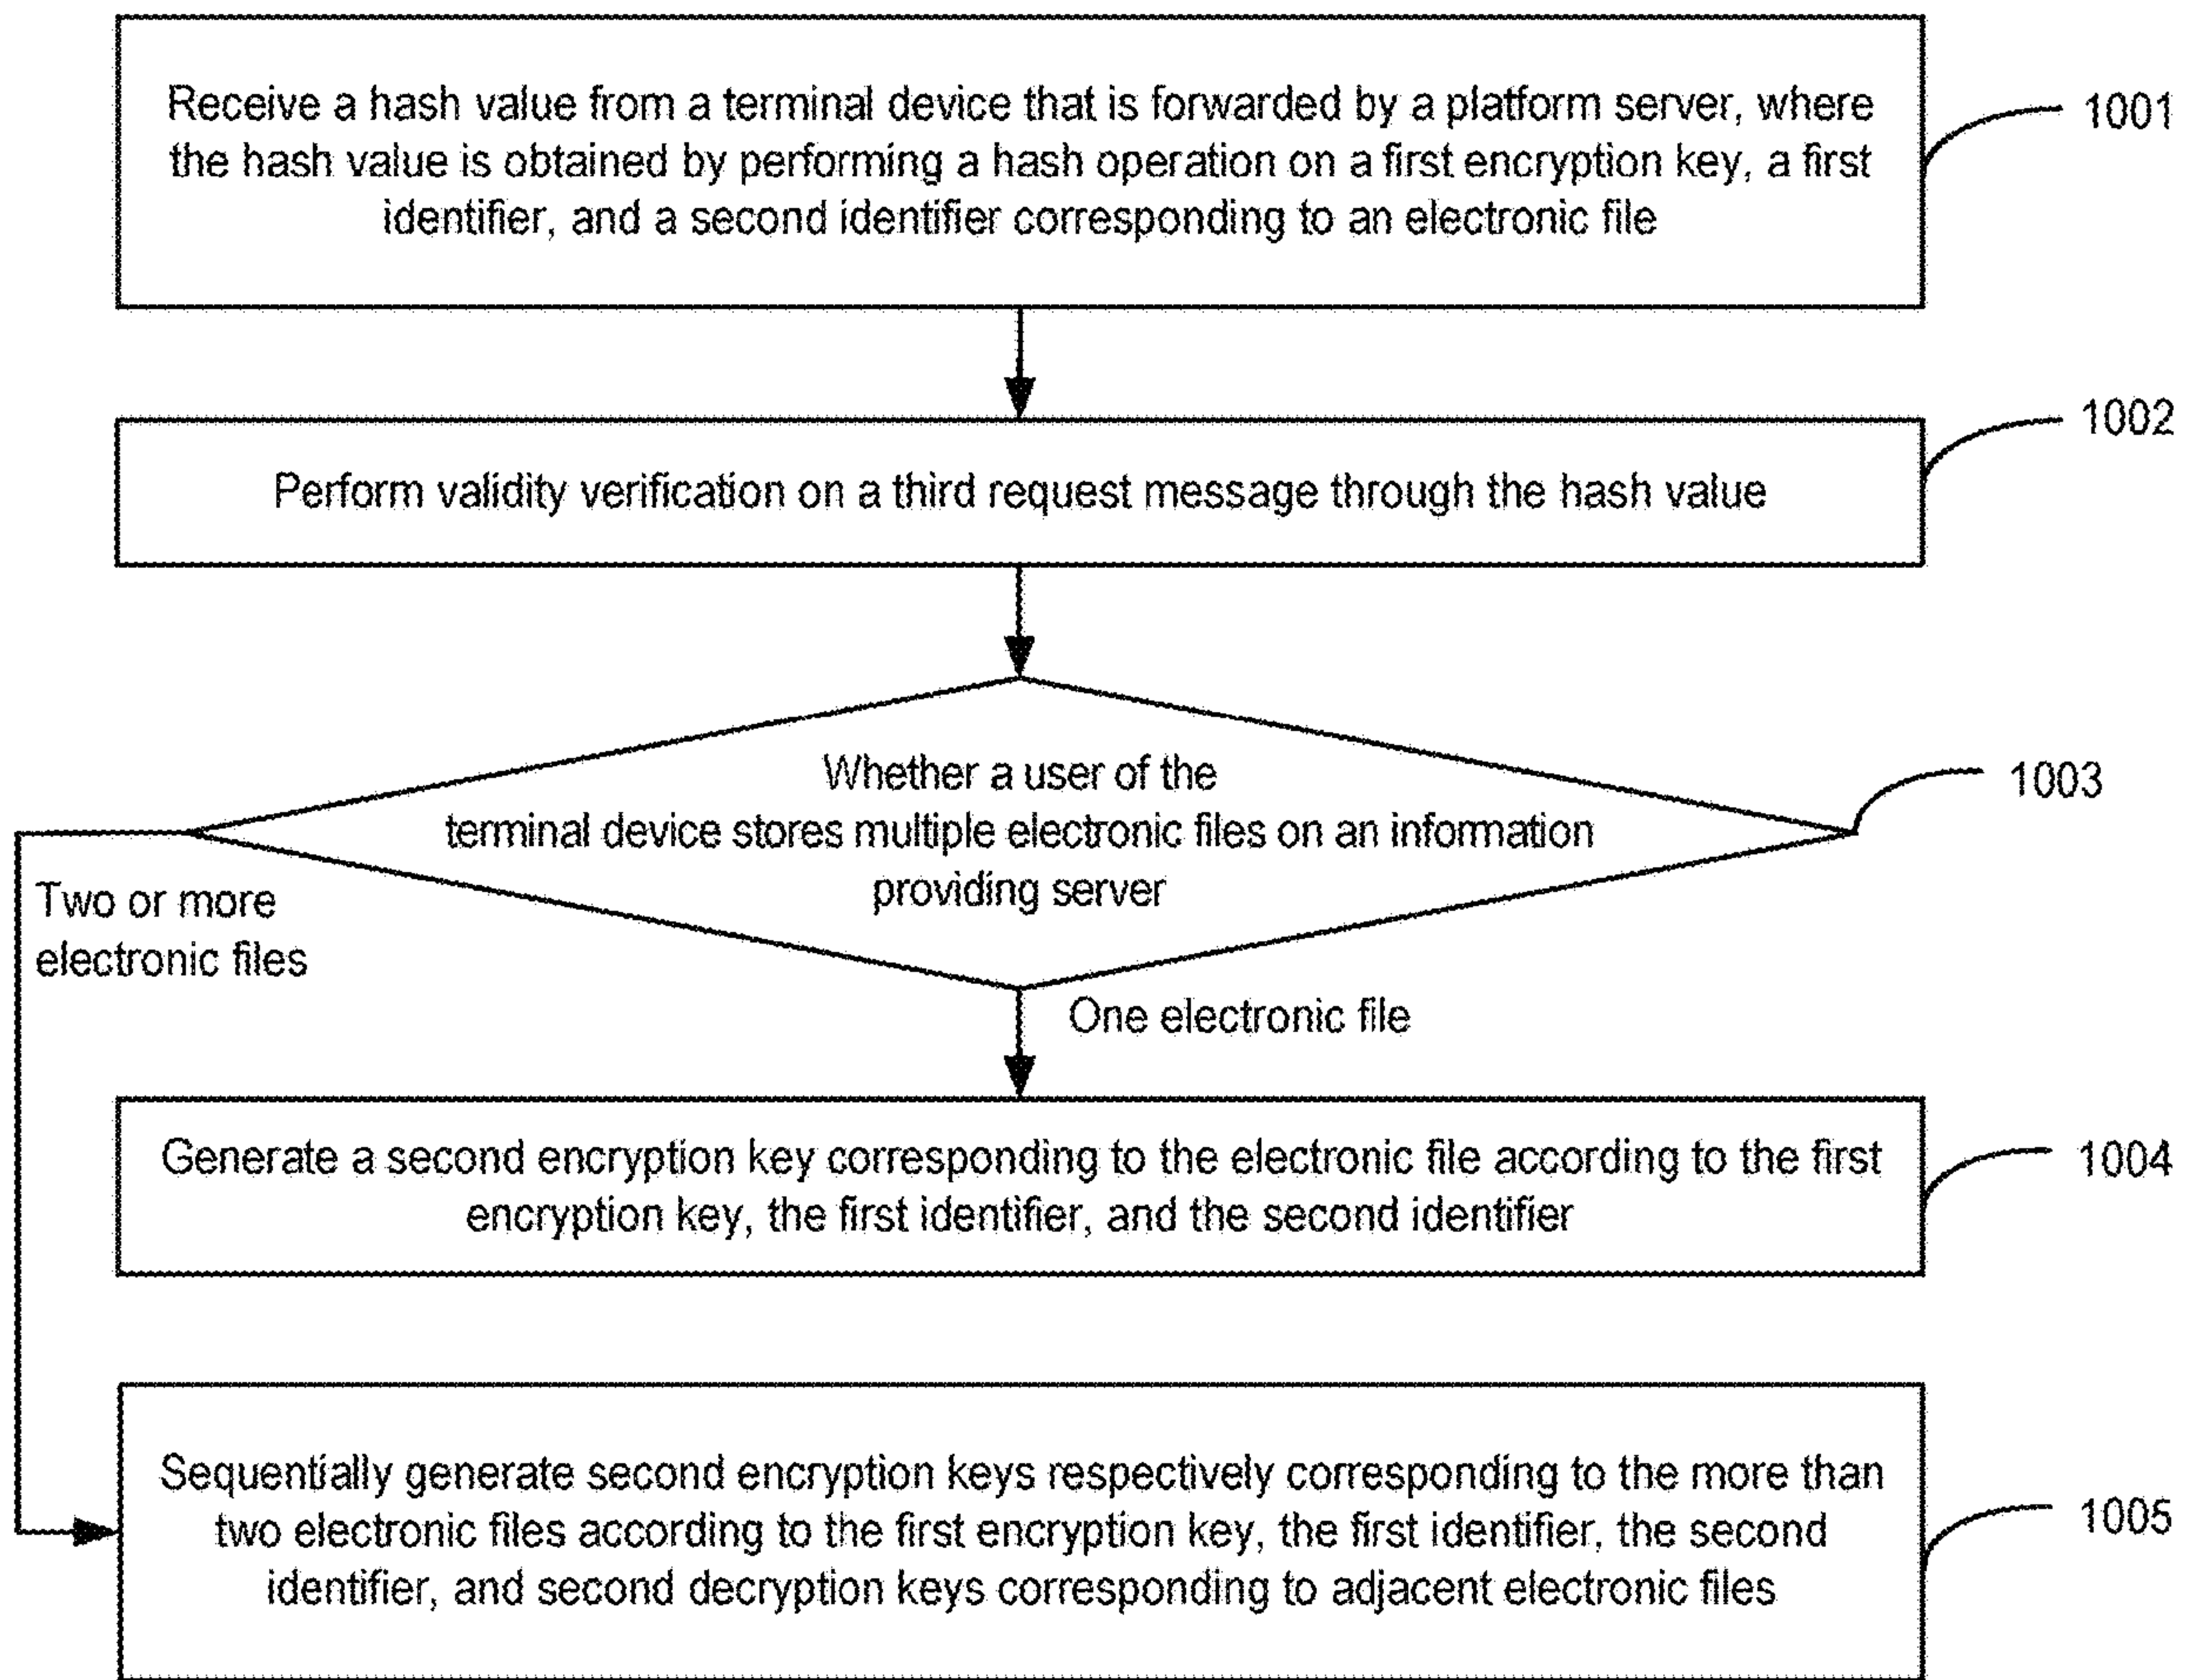 Receive a hash value from a terminal device that is forwarded by a platform server, where
the hash value is obtained by performing a hash operation on a first encryption key, a first
identifier, and a second identifier corresponding to an electronic file
1001
Perform validity verification on a third request message through the hash value
1002
Whether a user of the
terminal device stores multiple electronic files on an information
providing server
1003
Two or more
electronic files
One electronic file
Generate a second encryption key corresponding to the electronic file according to the first
encryption key, the first identifier, and the second identifier
1004
Sequentially generate second encryption keys respectively corresponding to the more than
two electronic files according to the first encryption key, the first identifier, the second
identifier, and second decryption keys corresponding to adjacent electronic files
1005